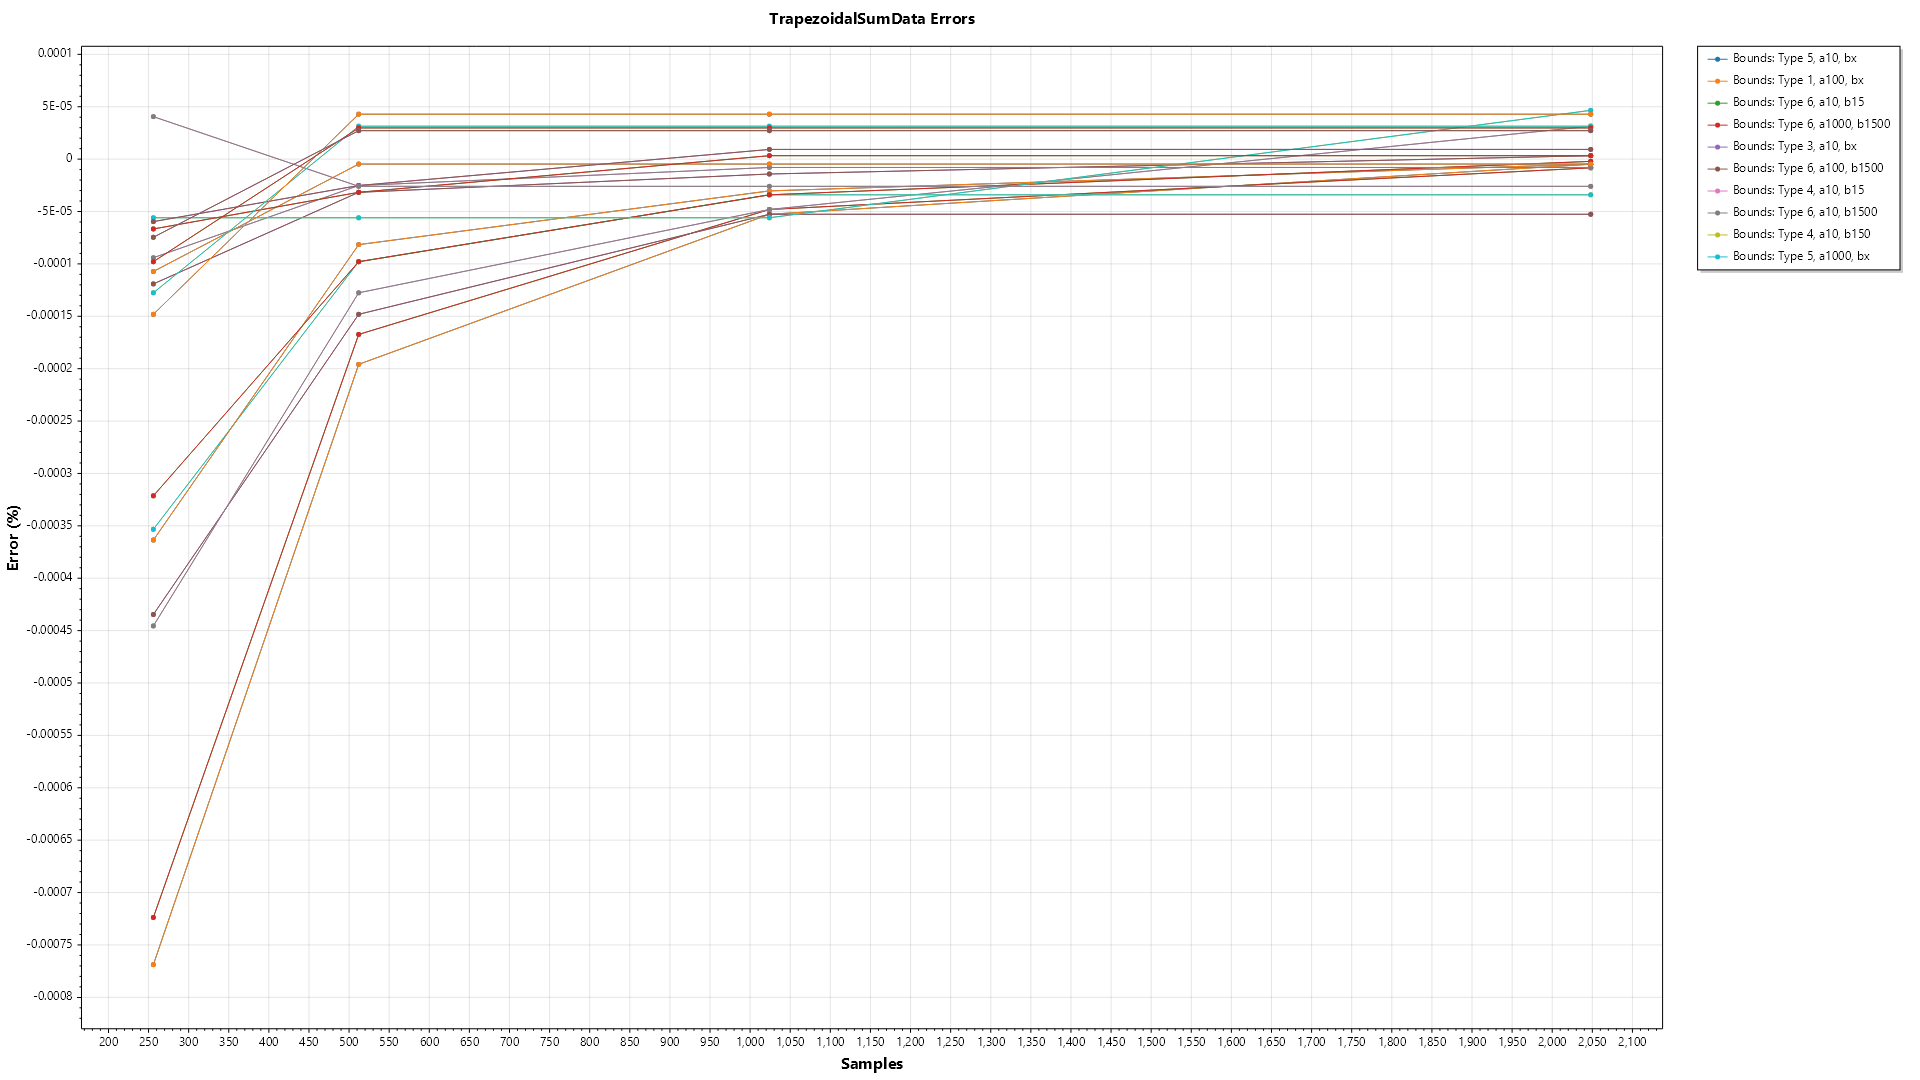 TrapezoidalSumData Errors
0.0001
5E-05
0
-5E-05
-0.0001
-0.00015
-0.0002
-0.00025
-0.0003
-0.00035
-0.0004
-0.00045
-0.0005
-0.00055
-0.0006
-0.00065
-0.0007
-0.00075
-0.0008
Error (%)
200 250 300 350 400 450 500 550 600 650 700 750 800 850 900 950 1,000 1,050 1,100 1,150 1,200 1,250 1,300 1,350 1,400 1,450 1,500 1,550 1,600 1,650 1,700 1,750 1,800 1,850 1,900 1,950 2,000 2,050 2,100
Samples
Bounds: Type 5, a10, bx
Bounds: Type 1, a100, bx
Bounds: Type 6, a10, b15
Bounds: Type 6, a1000, b1500
Bounds: Type 3, a10, bx
Bounds: Type 6, a100, b1500
Bounds: Type 4, a10, b15
Bounds: Type 6, a10, b1500
Bounds: Type 4, a10, b150
Bounds: Type 5, a1000, bx